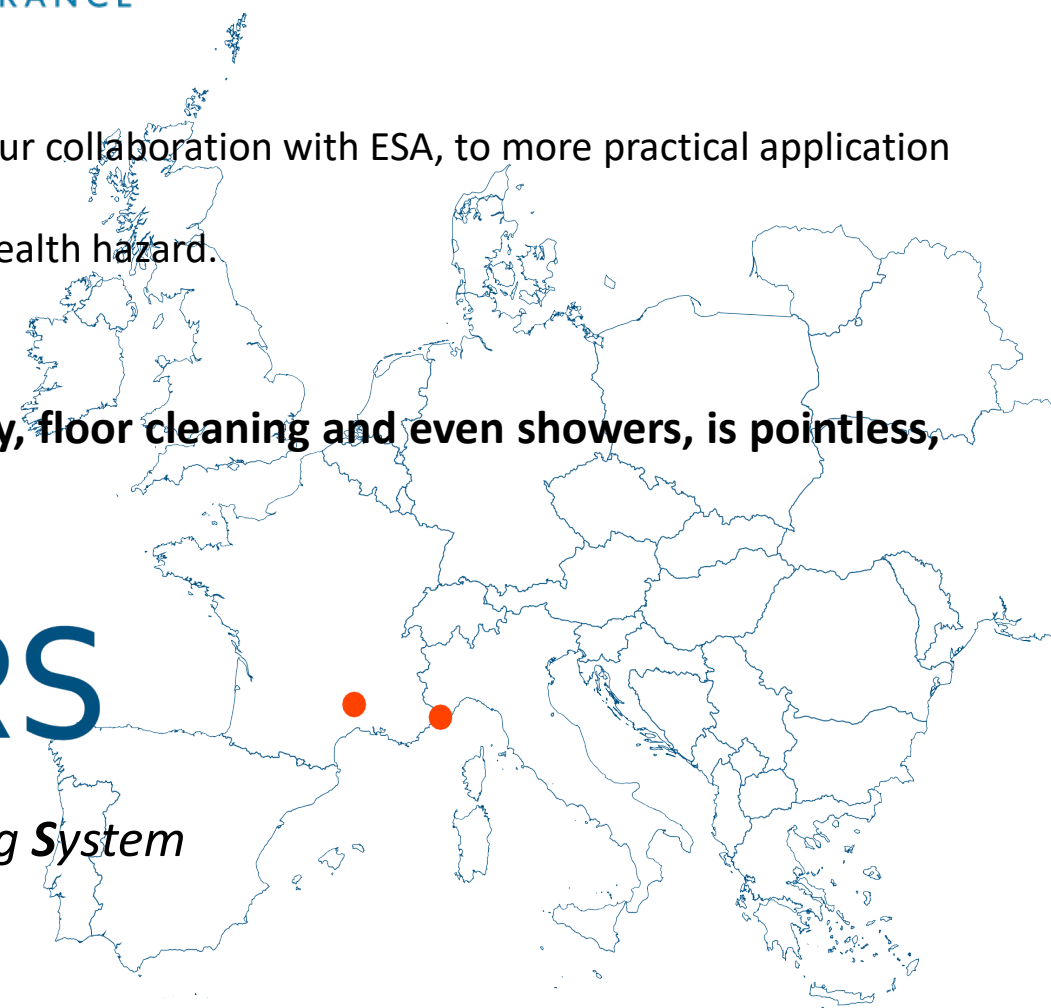 RANCE
ur collaboration with ESA, to more practical application
ealth hazard.
y, floor cleaning and even showers, is pointless,
RS
g System